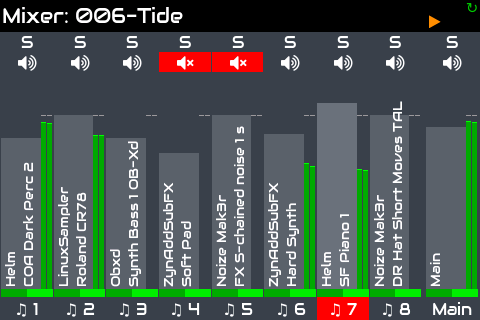 Mixer: 006-Tide
S S S S S S S S S
Helm
COA Dark Perc 2
LinuxSampler
Roland CR78
Obxd
Synth Bass 1 OB-Xd
ZynAddSubFX
Soft Pad
Noize Mak3r
FX S-chained noise 1 s
ZynAddSubFX
Hard Synth
Helm
SF Piano 1
Noize Mak3r
DR Hat Short Moves TAL
Main
♫ 1 ♫ 2 ♫ 3 ♫ 4 ♫ 5 ♫ 6 ♫ 7 ♫ 8 Main